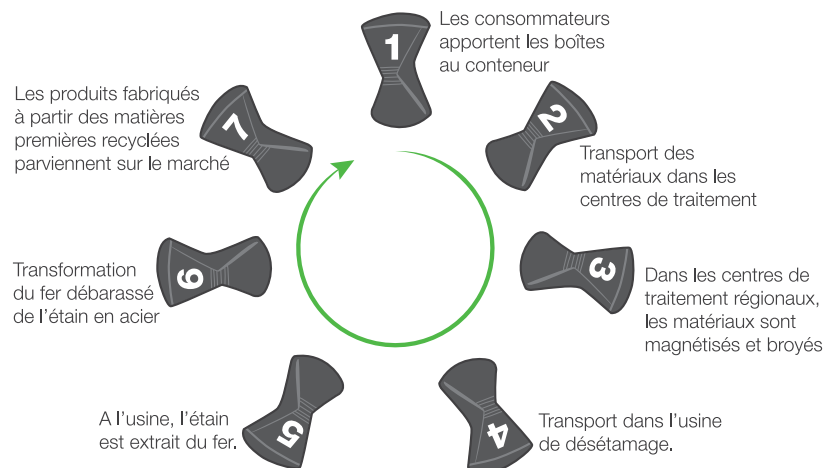 1
Les consommateurs
apportent les boîtes
au conteneur
2
Transport des
matériaux dans les
centres de traitement
3
Dans les centres de
traitement régionaux,
les matériaux sont
magnétisés et broyés
4
Transport dans l'usine
de désétamage.
5
A l'usine, l'étain
est extrait du fer.
6
Transformation
du fer débarassé
de l'étain en acier
7
Les produits fabriqués
à partir des matières
premières recyclées
parviennent sur le marché